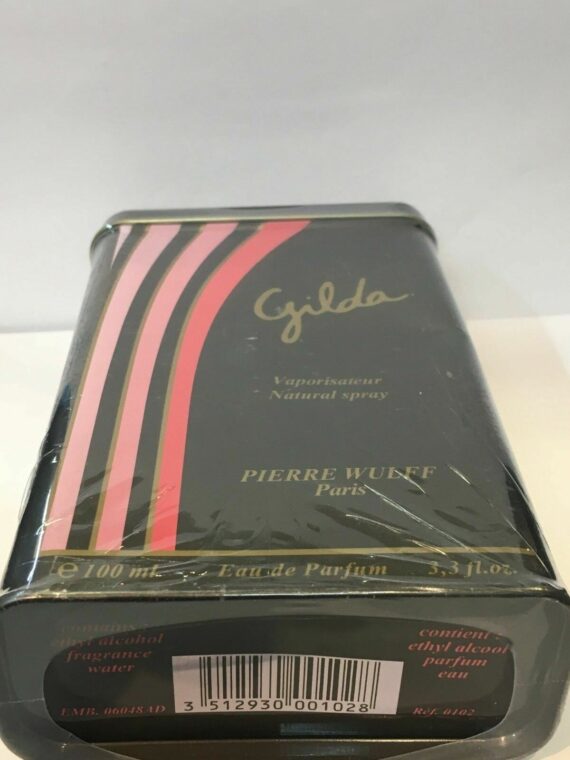 Gilda
Vaporisateur
Natural spray
PIERRE WULFF
Paris
e 100 ml Eau de Parfum 3,3 fl.oz.
contains :
ethyl alcohol
fragrance
water
contient :
ethyl alcool
parfum
eau
EMB. 06048AD
3 512930 001028
Réf. 0102